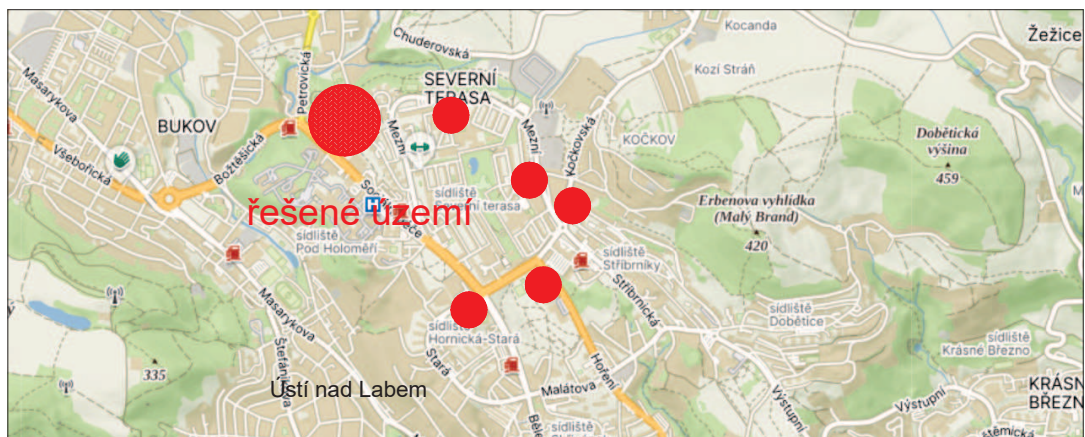 Kocanda
Žežice
Chuderovská
Petrovická
Kozí Stráň
Masarykova
SEVERNÍ
TERASA
BUKOV
Mezní
Mezní
Kočkovská
KOČKOV
Dobětická
výšina
459
Všebořická
Božtěšická
sídliště
Severní terasa
Erbenova vyhlídka
(Malý Brand)
420
H
řešené území
sídliště
Pod Holoměří
sídliště
Stříbrníky
Stříbrnická
Masarykova
sídliště
Dobětice
sídliště
Hornická-Stará
sídliště
Krásné Březno
335
Štefánikova
Stará
Hoření
Malátova
Ústí nad Labem
Výstupní
Výstupní
KRÁSN
BŘEZN
sídliště